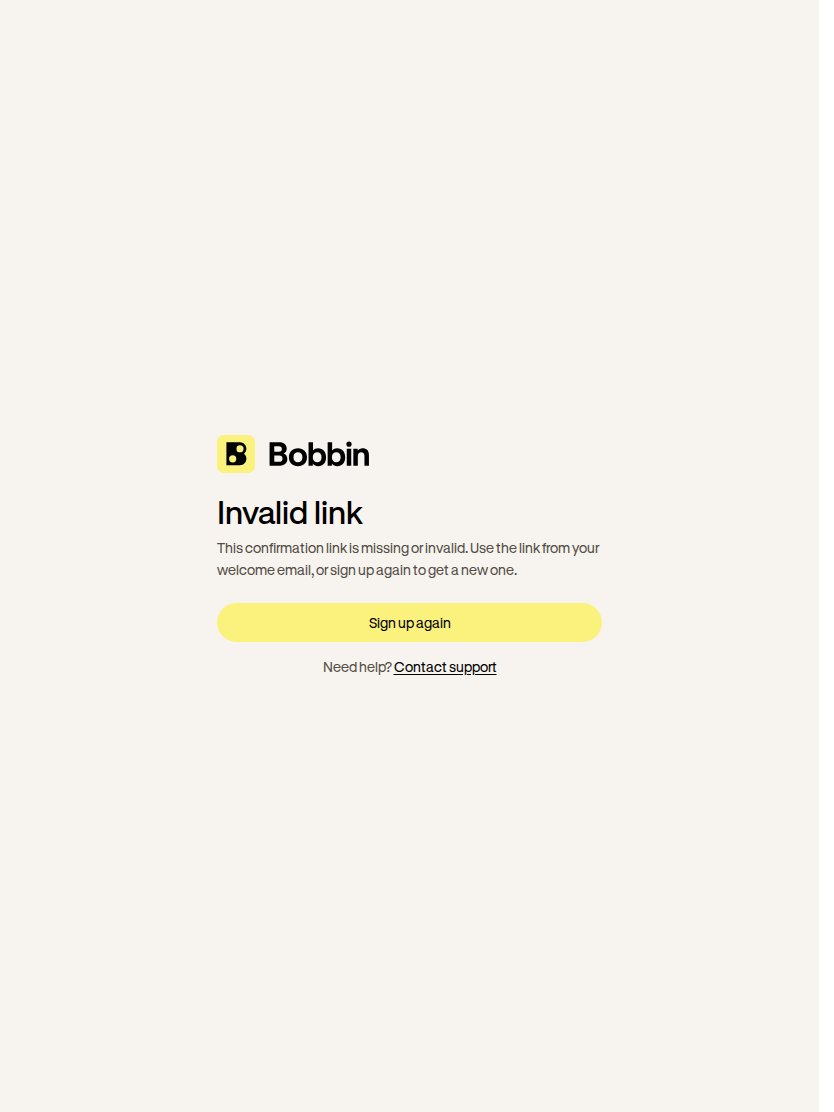 Bobbin
Invalid link
This confirmation link is missing or invalid. Use the link from your
welcome email, or sign up again to get a new one.
Sign up again
Need help? Contact support